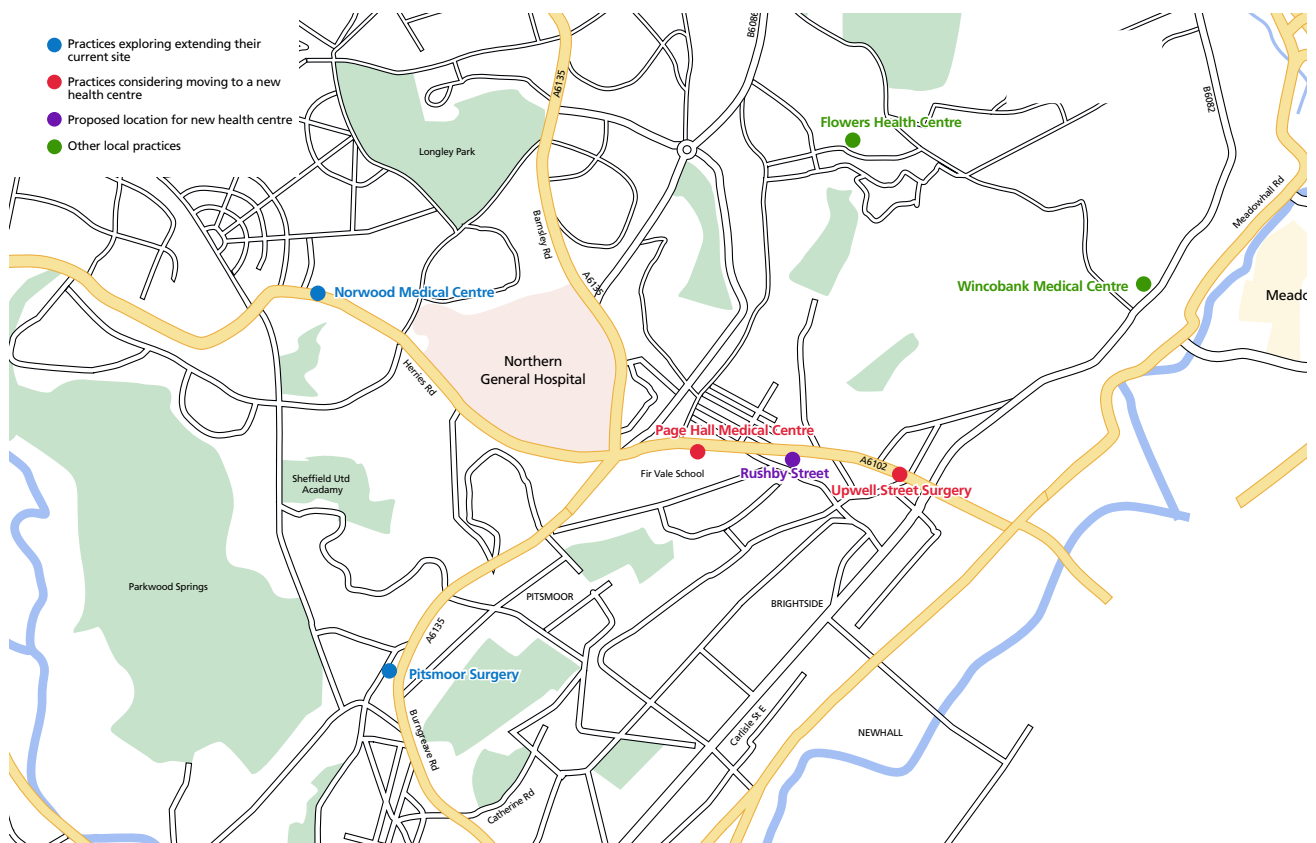 Practices exploring extending their
current site
Practices considering moving to a new
health centre
Proposed location for new health centre
Other local practices
A6135
B6086
B6082
Flowers Health Centre
Longley Park
Meadowhall Rd
Barnsley Rd
A6135
Norwood Medical Centre
Wincobank Medical Centre
Meado
Northern
General Hospital
Herries Rd
Page Hall Medical Centre
A6102
Fir Vale School
Rushby Street
Upwell Street Surgery
Sheffield Utd
Acadamy
Parkwood Springs
PITSMOOR
BRIGHTSIDE
A6135
Pitsmoor Surgery
Burngreave Rd
Carlisle St E
NEWHALL
Catherine Rd